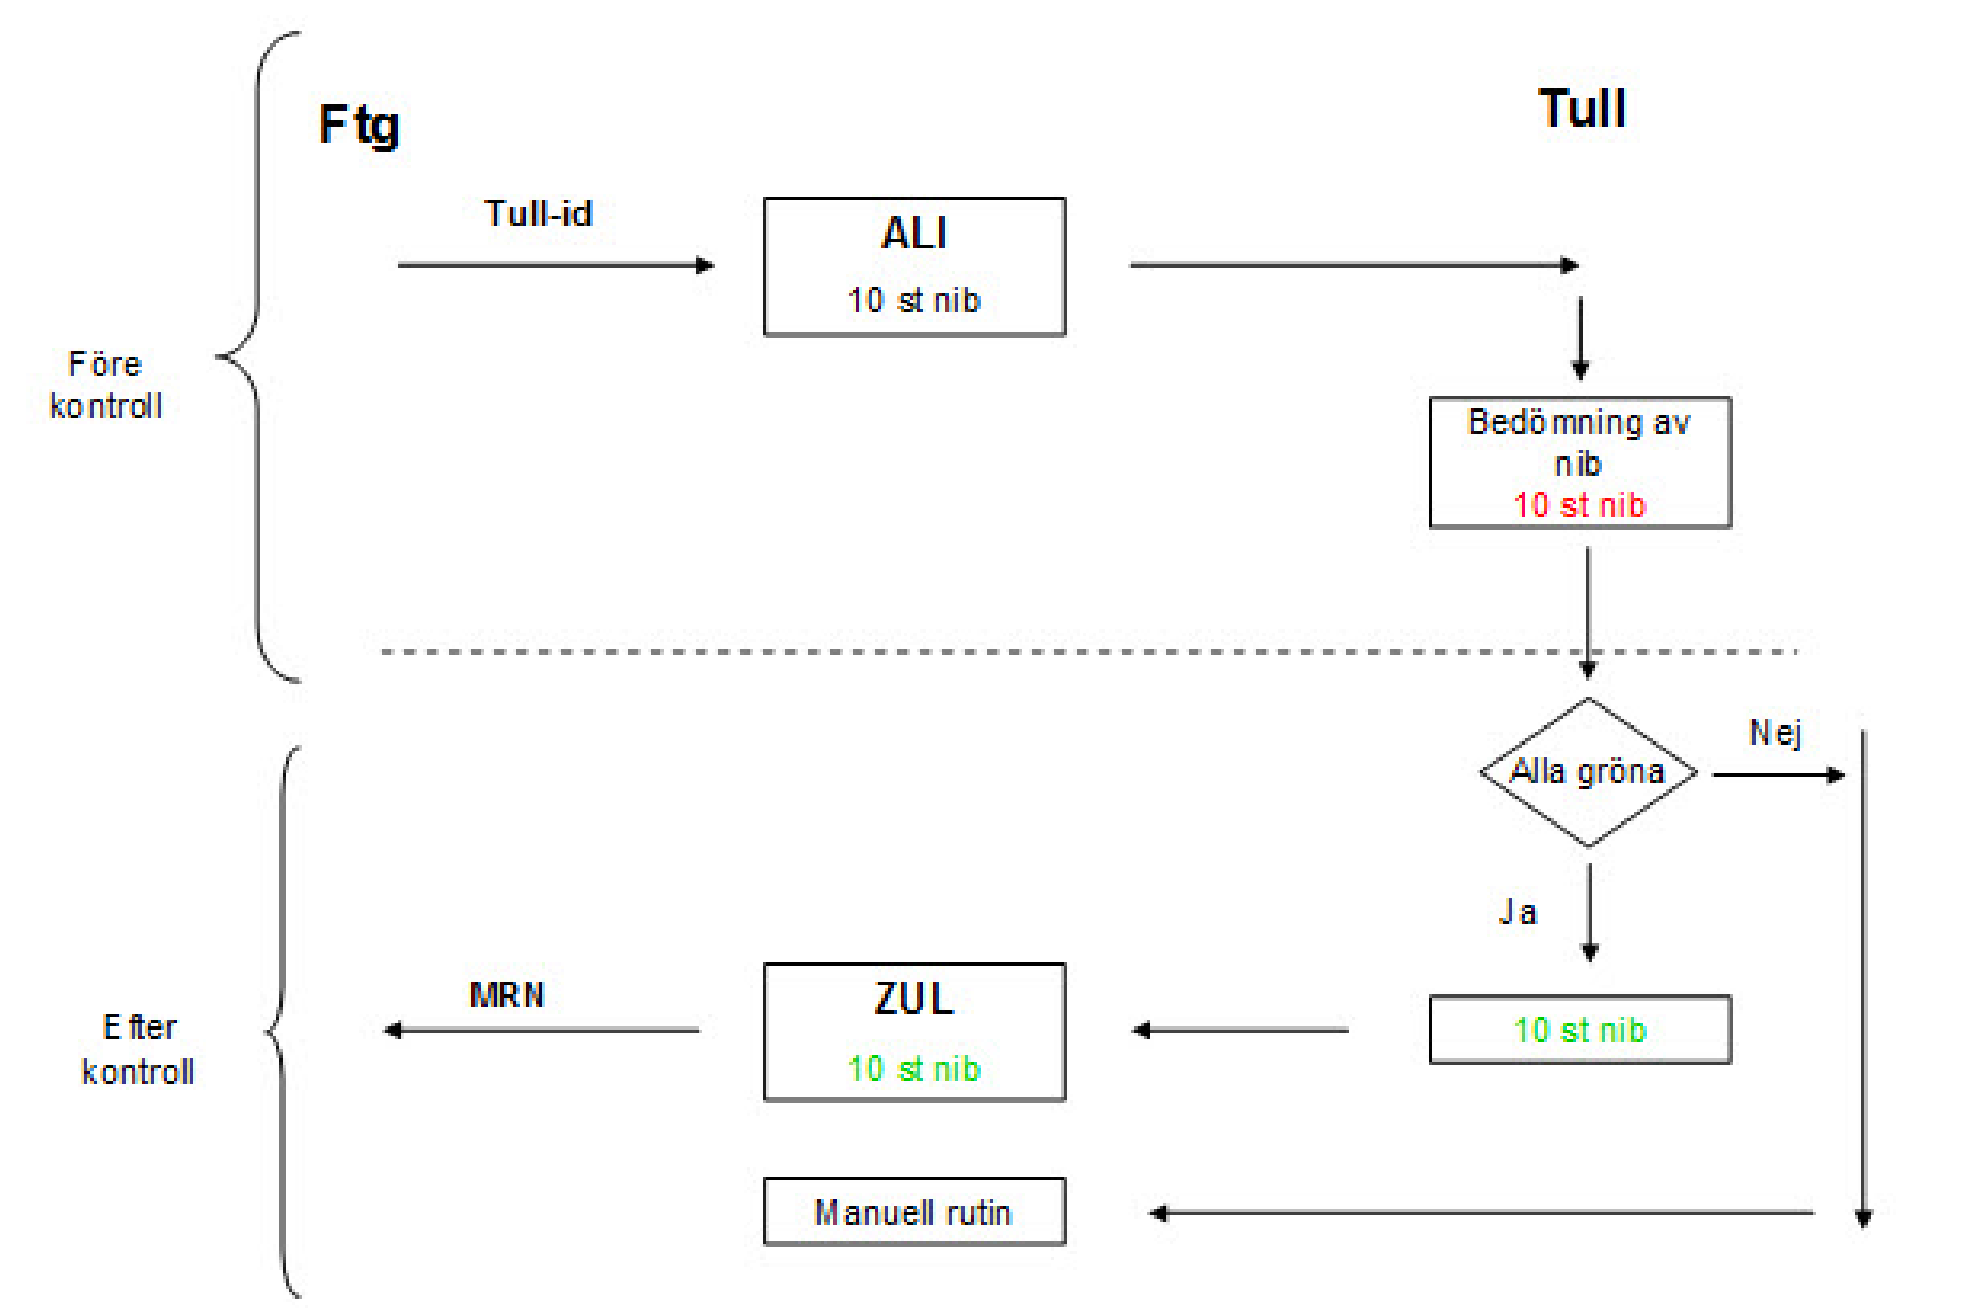 Ftg
Tull
Tull-id
ALI
10 st nib
Före
kontroll
Bedömning av
nib
10 st nib
Alla gröna
Nej
Ja
MRN
ZUL
10 st nib
10 st nib
Efter
kontroll
Manuell rutin